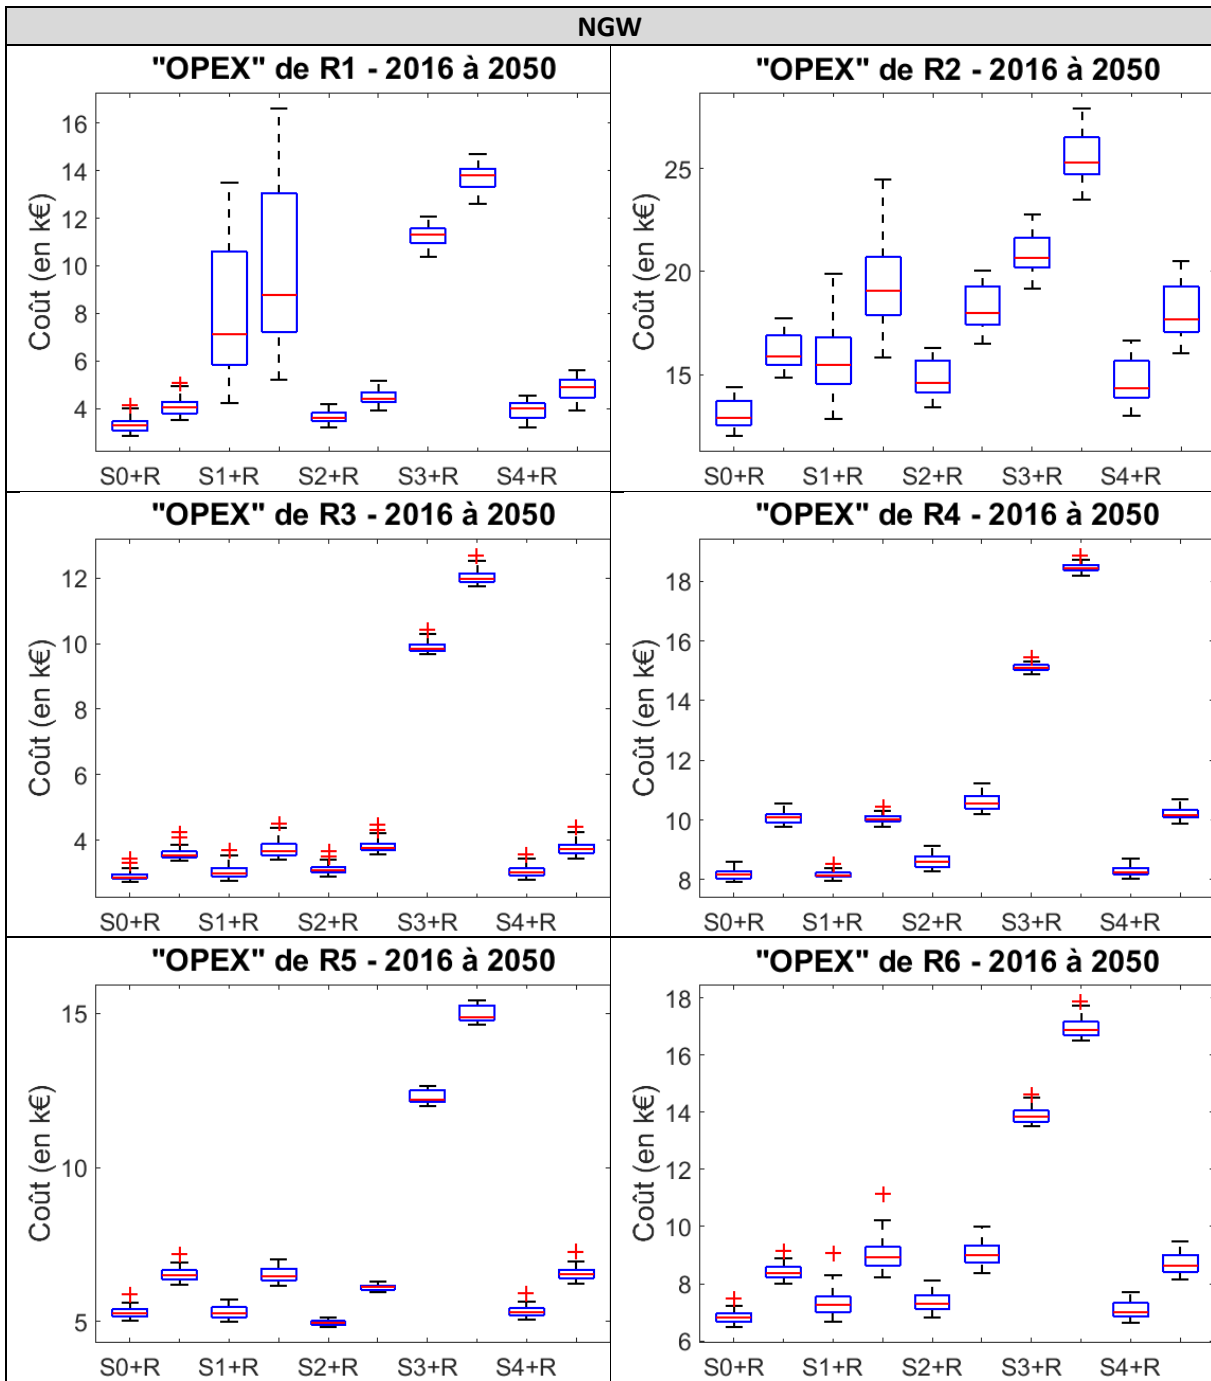 NGW
"OPEX" de R1 - 2016 à 2050
Coût (en k€)
16
14
12
10
8
6
4
S0+R S1+R S2+R S3+R S4+R
"OPEX" de R2 - 2016 à 2050
Coût (en k€)
25
20
15
S0+R S1+R S2+R S3+R S4+R
"OPEX" de R3 - 2016 à 2050
Coût (en k€)
12
10
8
6
4
S0+R S1+R S2+R S3+R S4+R
"OPEX" de R4 - 2016 à 2050
Coût (en k€)
18
16
14
12
10
8
S0+R S1+R S2+R S3+R S4+R
"OPEX" de R5 - 2016 à 2050
Coût (en k€)
15
10
5
S0+R S1+R S2+R S3+R S4+R
"OPEX" de R6 - 2016 à 2050
Coût (en k€)
18
16
14
12
10
8
6
S0+R S1+R S2+R S3+R S4+R